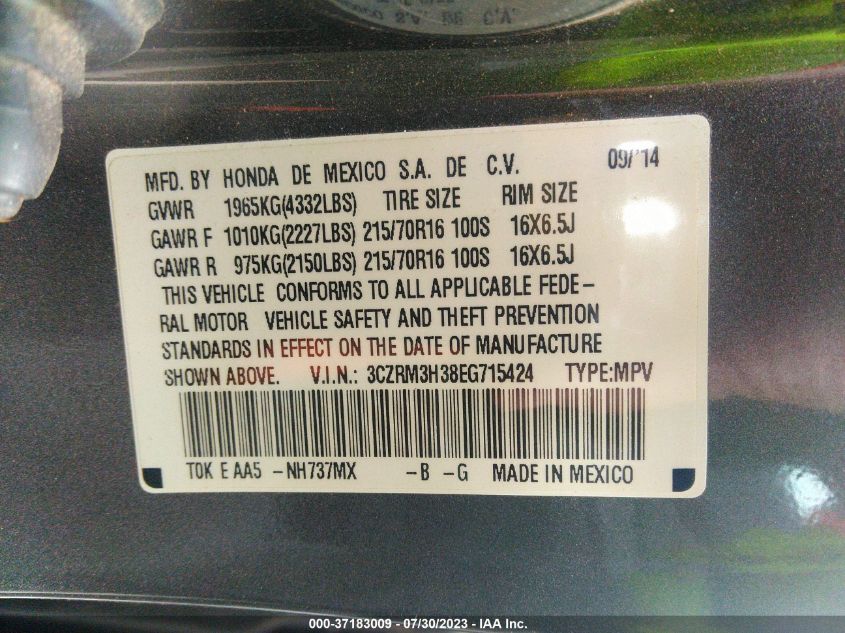 S.A. DE C.V.
MFD. BY HONDA DE MEXICO S.A. DE C.V. 09/'14
GVWR 1965KG(4332LBS) TIRE SIZE RIM SIZE
GAWR F 1010KG(2227LBS) 215/70R16 100S 16X6.5J
GAWR R 975KG(2150LBS) 215/70R16 100S 16X6.5J
THIS VEHICLE CONFORMS TO ALL APPLICABLE FEDE-
RAL MOTOR VEHICLE SAFETY AND THEFT PREVENTION
STANDARDS IN EFFECT ON THE DATE OF MANUFACTURE
SHOWN ABOVE. V.I.N.: 3CZRM3H38EG715424 TYPE:MPV
T0K E AA5 -NH737MX -B -G MADE IN MEXICO
000-37183009 / 07/30/2023 - IAA Inc.